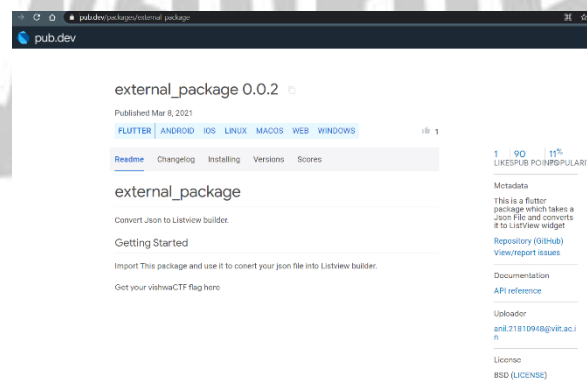 pub.dev/packages/external_package
pub.dev
external_package 0.0.2
Published Mar 8, 2021
FLUTTER ANDROID IOS LINUX MACOS WEB WINDOWS
1
Readme Changelog Installing Versions Scores
external_package
Convert Json to Listview builder.
Getting Started
Import This package and use it to conert your json file into Listview builder.
Get your vishwaCTF flag here
1 90 11%
LIKES PUB POINTS POPULARI
Metadata
This is a flutter
package which takes a
Json File and converts
it to ListView widget
Repository (GitHub)
View/report issues
Documentation
API reference
Uploader
anil.21810948@viit.ac.i
n
License
BSD (LICENSE)